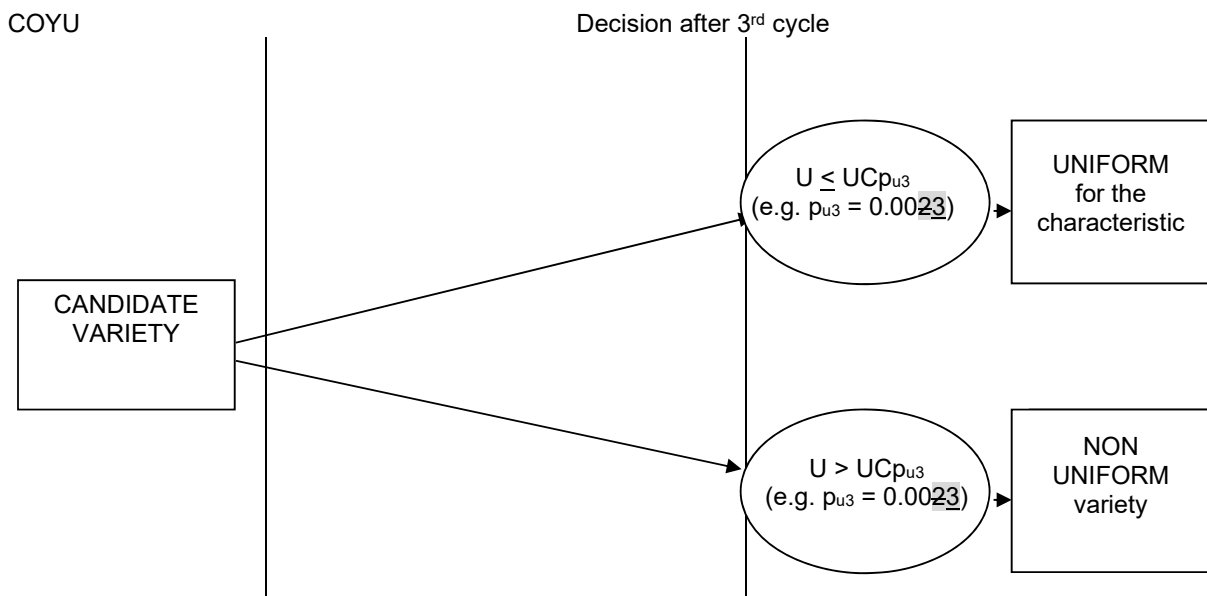 COYU
Decision after 3rd cycle
U ≤ UCpu3
(e.g. pu3 = 0.0023)
UNIFORM
for the
characteristic
CANDIDATE
VARIETY
U > UCpu3
(e.g. pu3 = 0.0023)
NON
UNIFORM
variety